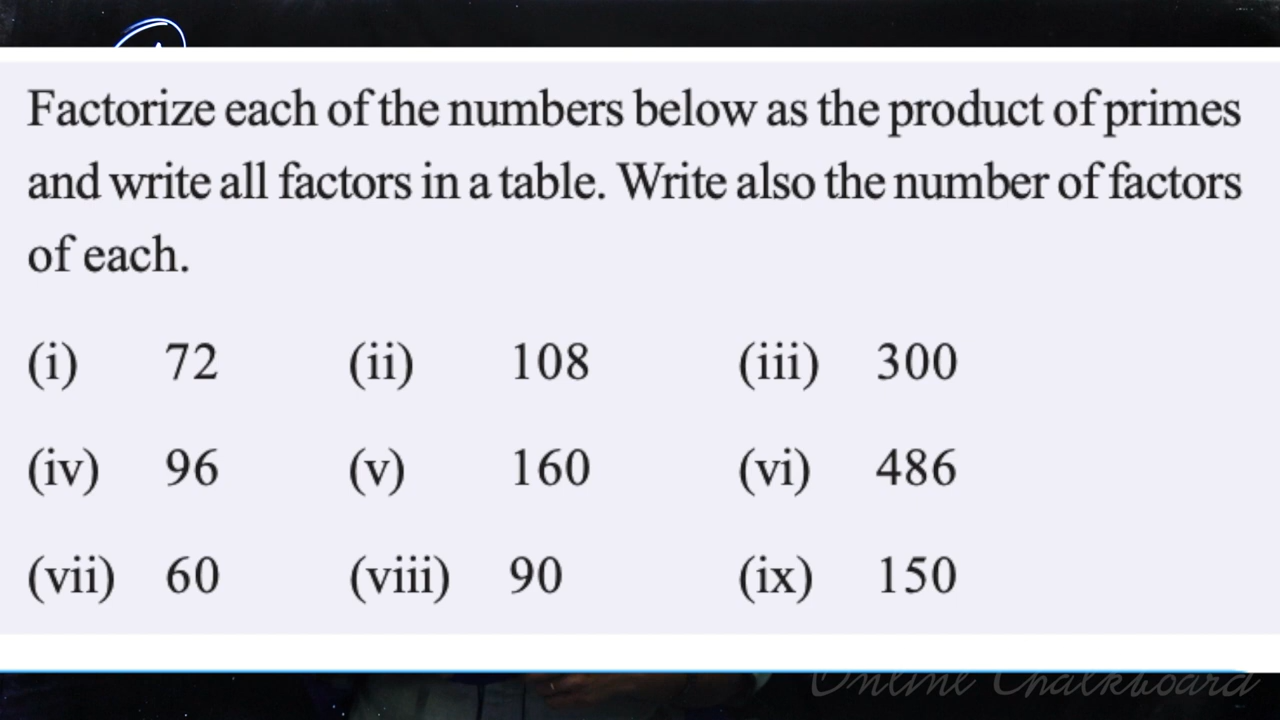 Factorize each of the numbers below as the product of primes
and write all factors in a table. Write also the number of factors
of each.
(i) 72 (ii) 108 (iii) 300
(iv) 96 (v) 160 (vi) 486
(vii) 60 (viii) 90 (ix) 150
Online Chalkboard